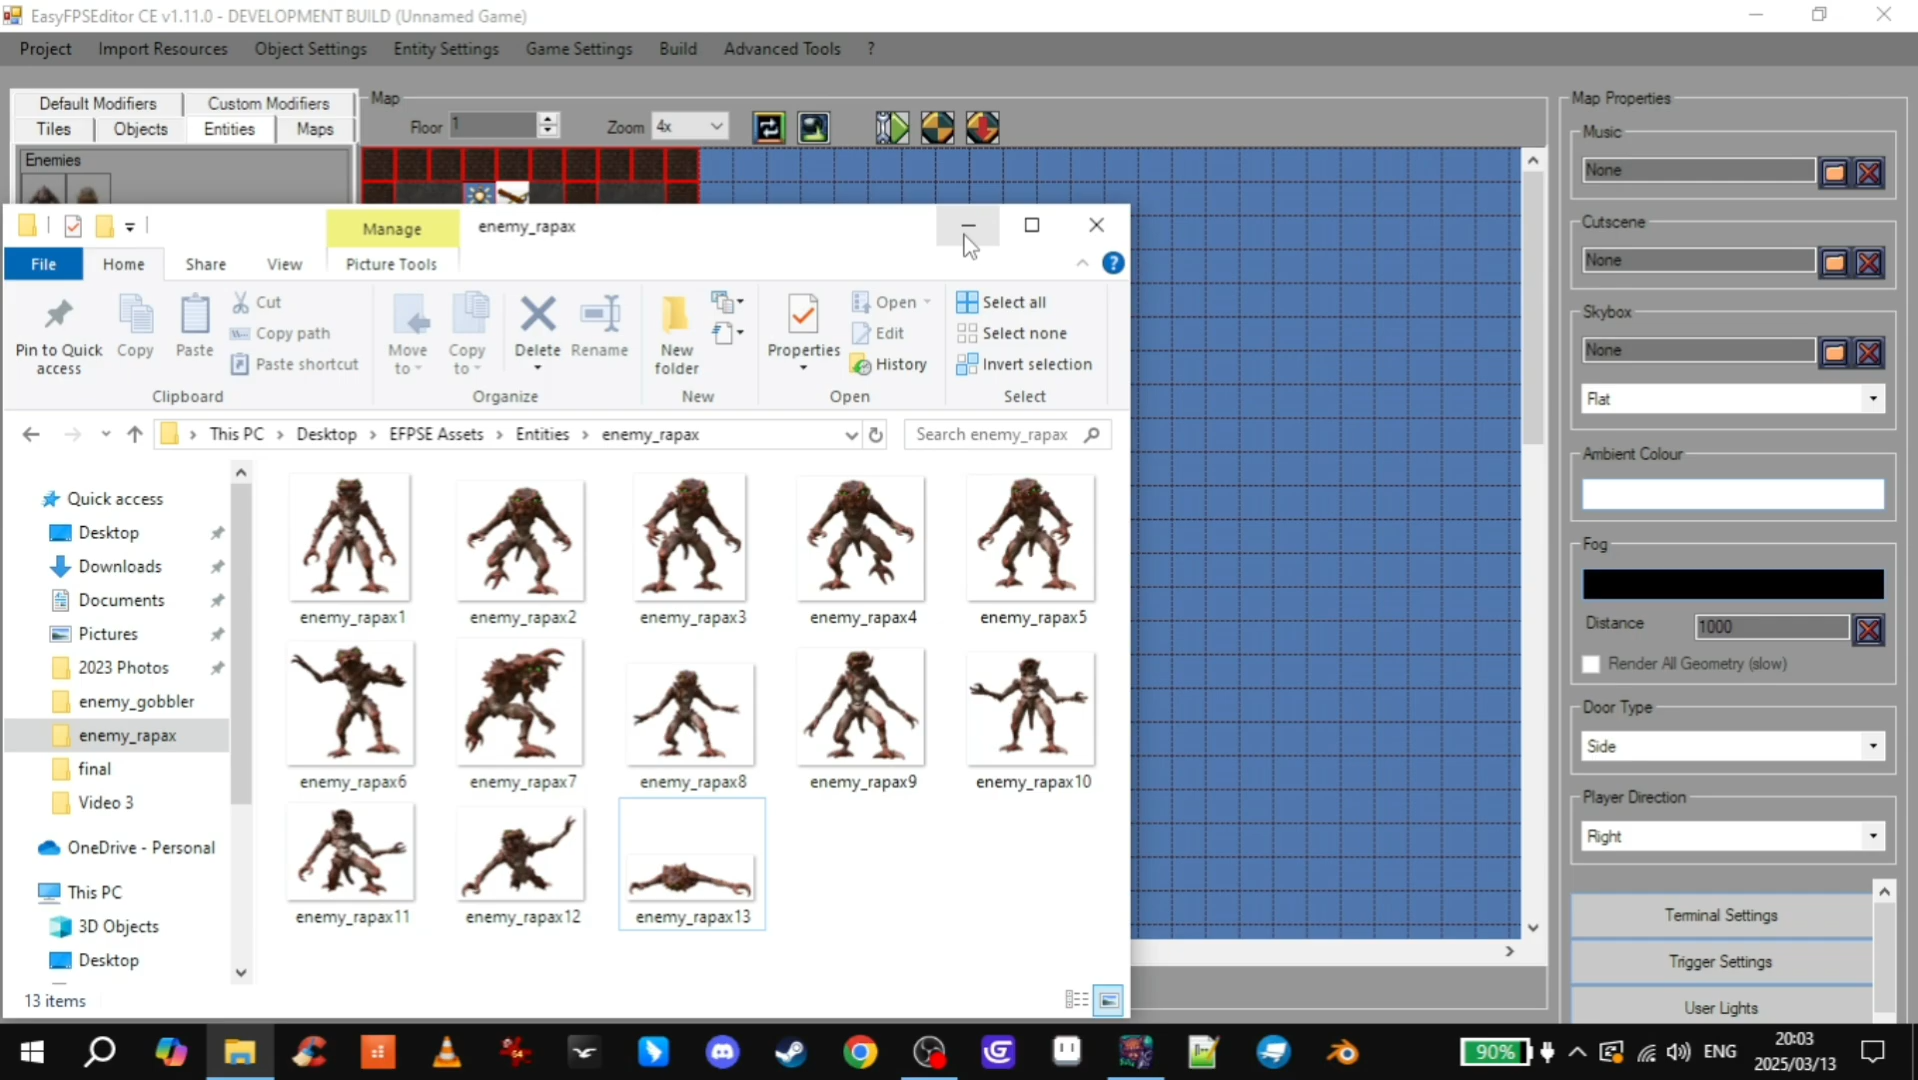 EasyFPSEditor CE v1.11.0 - DEVELOPMENT BUILD (Unnamed Game)
Project Import Resources Object Settings Entity Settings Game Settings Build Advanced Tools ?
Default Modifiers Custom Modifiers
Tiles Objects Entities Maps
Enemies
Map
Floor 1 Zoom 4x
Manage enemy_rapax
File Home Share View Picture Tools
Pin to Quick access
Copy
Paste
Cut
Copy path
Paste shortcut
Clipboard
Move to
Copy to
Delete
Rename
Organize
New folder
New
Properties
Open
Edit
History
Open
Select all
Select none
Invert selection
Select
This PC > Desktop > EFPSE Assets > Entities > enemy_rapax
Search enemy_rapax
Quick access
Desktop
Downloads
Documents
Pictures
2023 Photos
enemy_gobbler
enemy_rapax
final
Video 3
OneDrive - Personal
This PC
3D Objects
Desktop
enemy_rapax1 enemy_rapax2 enemy_rapax3 enemy_rapax4 enemy_rapax5
enemy_rapax6 enemy_rapax7 enemy_rapax8 enemy_rapax9 enemy_rapax10
enemy_rapax11 enemy_rapax12 enemy_rapax13
13 items
Map Properties
Music
None
Cutscene
None
Skybox
None
Flat
Ambient Colour
Fog
Distance 1000
Render All Geometry (slow)
Door Type
Side
Player Direction
Right
Terminal Settings
Trigger Settings
User Lights
90% ENG
20:03
2025/03/13